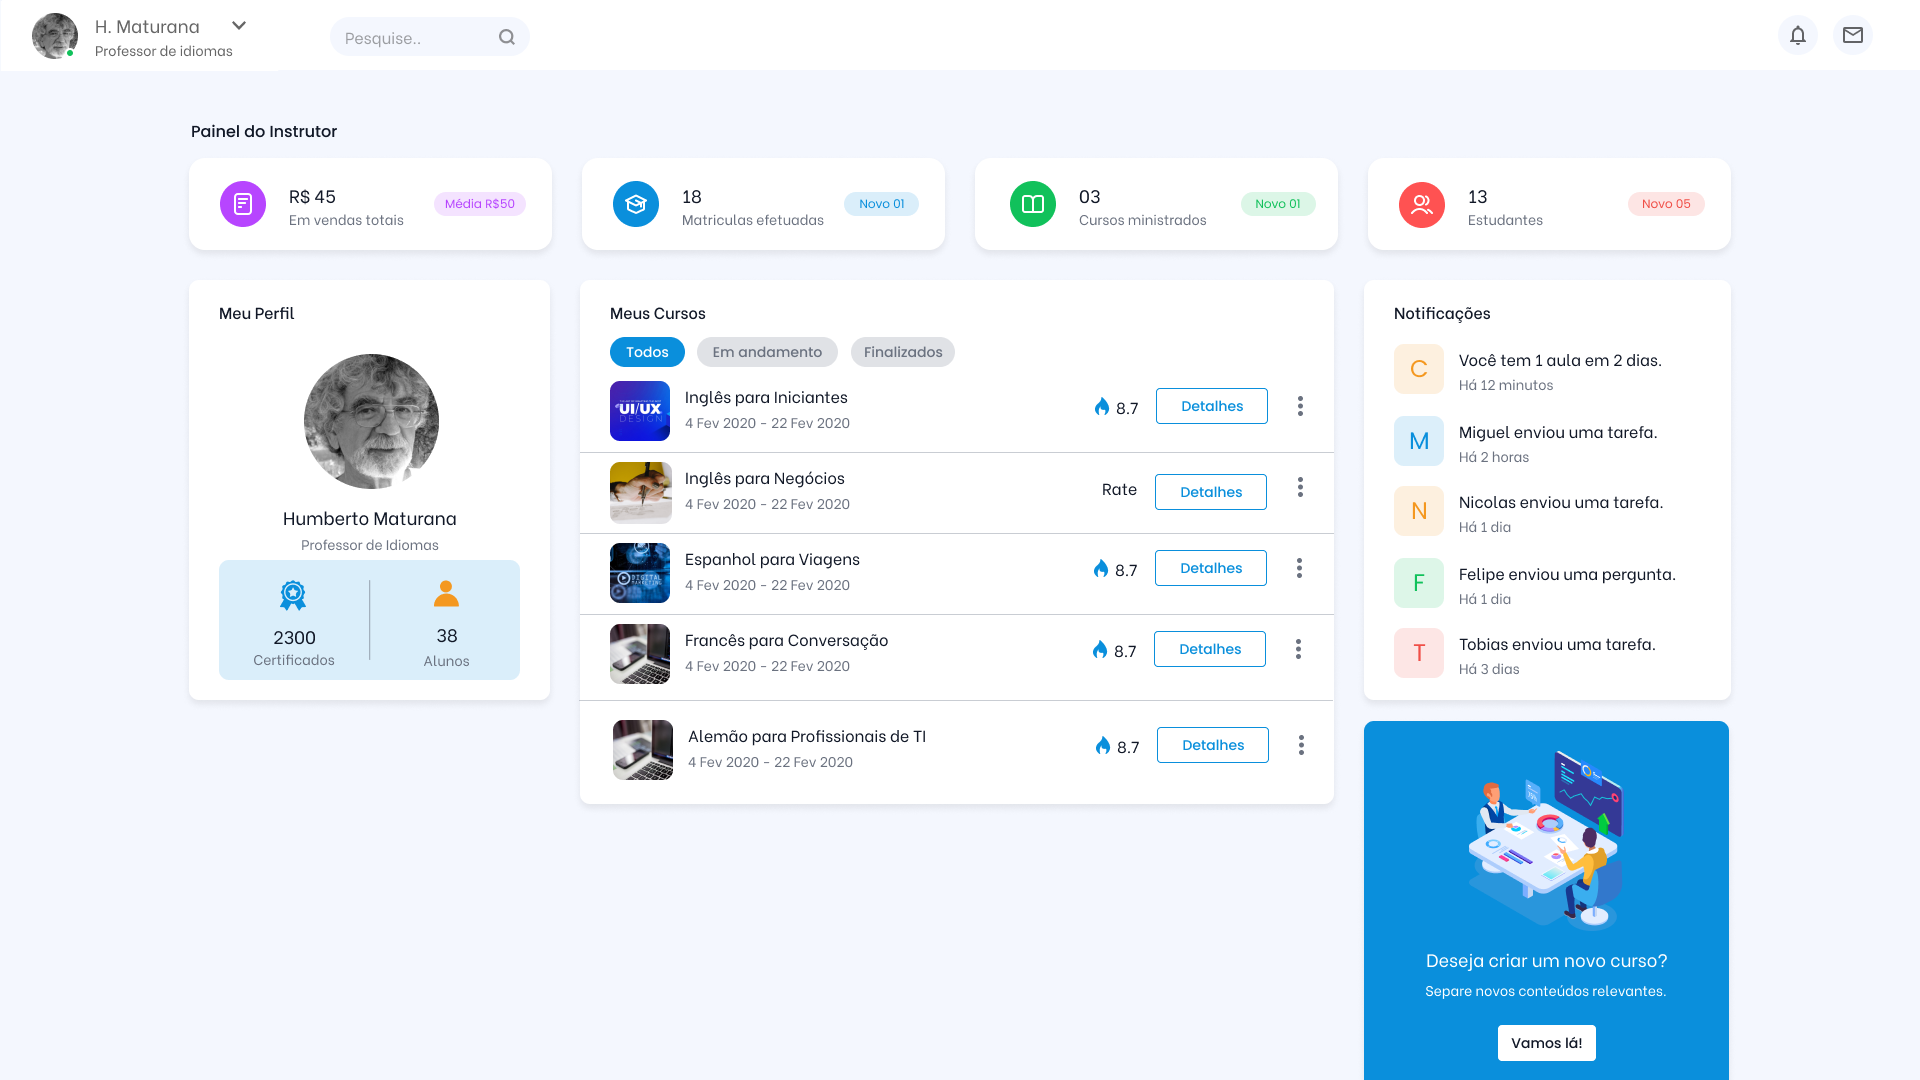 H. Maturana
Professor de idiomas
Pesquise..
Painel do Instrutor
R$ 45
Em vendas totais
Média R$50
18
Matriculas efetuadas
Novo 01
03
Cursos ministrados
Novo 01
13
Estudantes
Novo 05
Meu Perfil
Humberto Maturana
Professor de Idiomas
2300
Certificados
38
Alunos
Meus Cursos
Todos
Em andamento
Finalizados
UI/UX
DESIGN
Inglês para Iniciantes
4 Fev 2020 - 22 Fev 2020
8.7
Detalhes
Inglês para Negócios
4 Fev 2020 - 22 Fev 2020
Rate
Detalhes
DIGITAL
MARKETING
Espanhol para Viagens
4 Fev 2020 - 22 Fev 2020
8.7
Detalhes
Francês para Conversação
4 Fev 2020 - 22 Fev 2020
8.7
Detalhes
Alemão para Profissionais de TI
4 Fev 2020 - 22 Fev 2020
8.7
Detalhes
Notificações
C
Você tem 1 aula em 2 dias.
Há 12 minutos
M
Miguel enviou uma tarefa.
Há 2 horas
N
Nicolas enviou uma tarefa.
Há 1 dia
F
Felipe enviou uma pergunta.
Há 1 dia
T
Tobias enviou uma tarefa.
Há 3 dias
Deseja criar um novo curso?
Separe novos conteúdos relevantes.
Vamos lá!